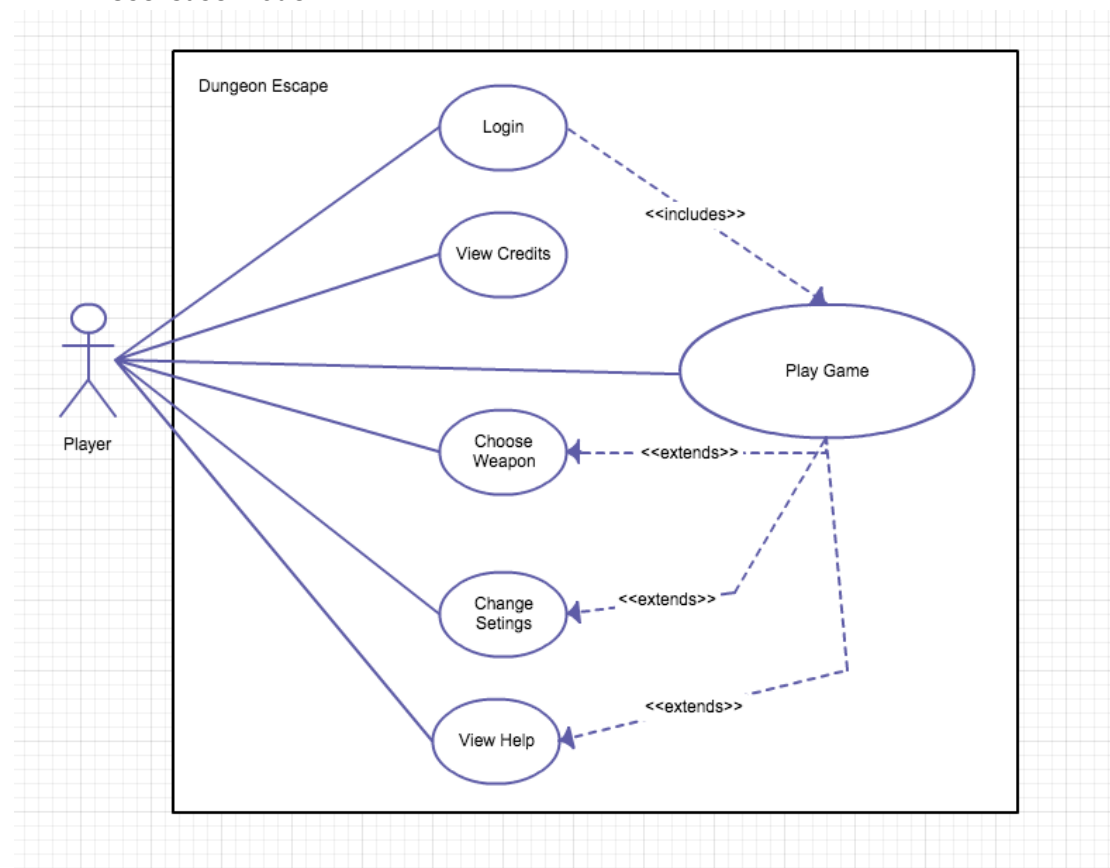 Dungeon Escape
Login
<<includes>>
View Credits
Play Game
Player
Choose
Weapon
<<extends>>
Change
Setings
<<extends>>
View Help
<<extends>>